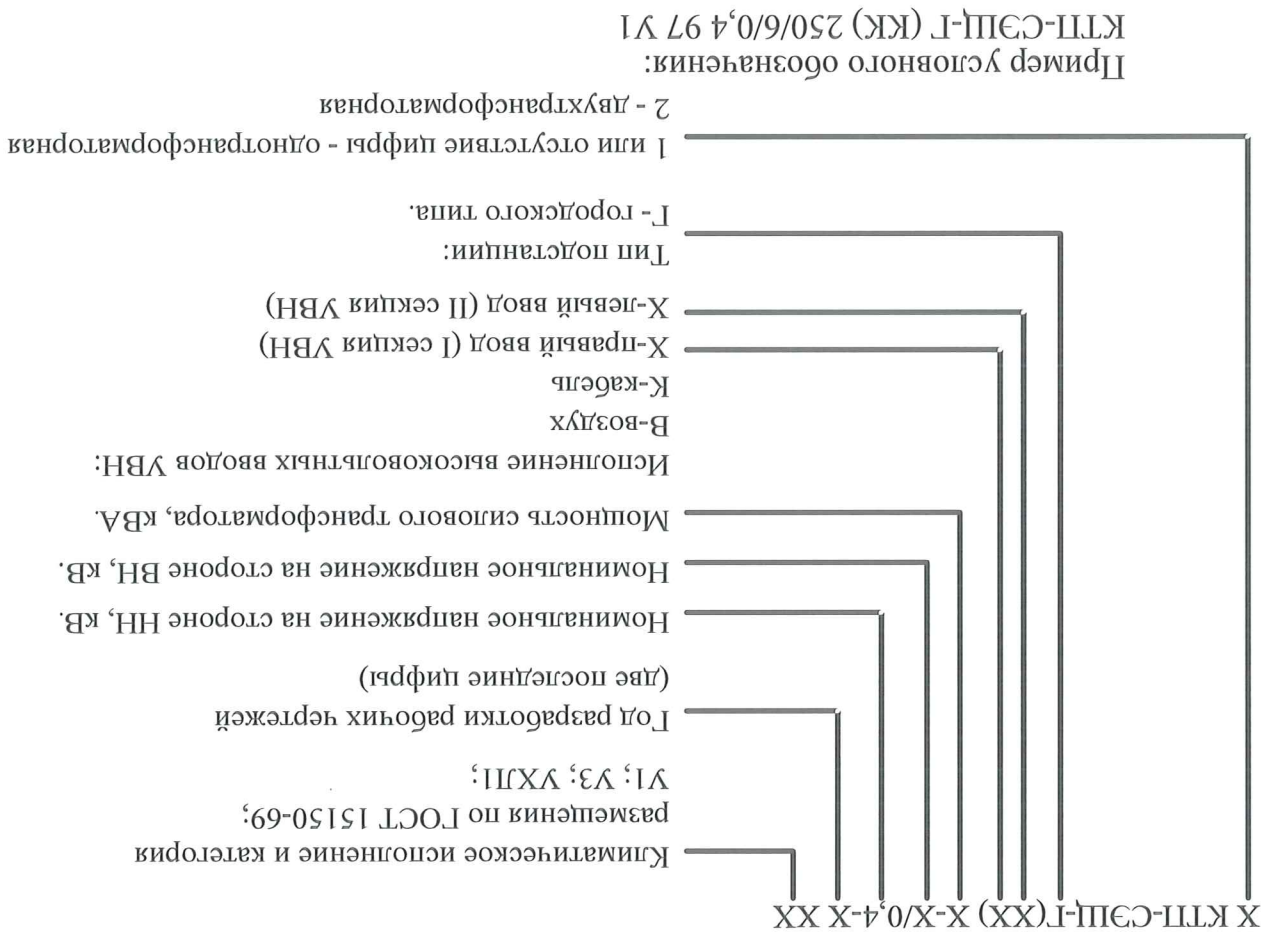 Х КТП-СЭЩ-Г(ХХ) Х-Х/0,4-Х ХХ
Климатическое исполнение и категория
размещения по ГОСТ 15150-69;
У1; У3; УХЛ1;
Год разработки рабочих чертежей
(две последние цифры)
Номинальное напряжение на стороне НН, кВ.
Номинальное напряжение на стороне ВН, кВ.
Мощность силового трансформатора, кВА.
Исполнение высоковольтных вводов УВН:
В-воздух
К-кабель
Х-правый ввод (I секция УВН)
Х-левый ввод (II секция УВН)
Тип подстанции:
Г- городского типа.
1 или отсутствие цифры - однотрансформаторная
2 - двухтрансформаторная
Пример условного обозначения:
КТП-СЭЩ-Г (КК) 250/6/0,4 97 У1